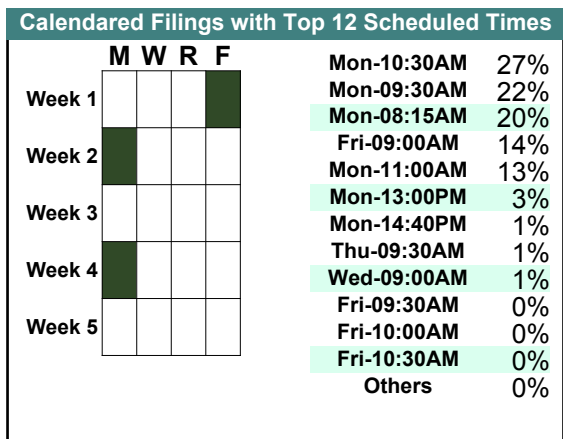 Calendared Filings with Top 12 Scheduled Times
M W R F
Week 1
Week 2
Week 3
Week 4
Week 5
Mon-10:30AM 27%
Mon-09:30AM 22%
Mon-08:15AM 20%
Fri-09:00AM 14%
Mon-11:00AM 13%
Mon-13:00PM 3%
Mon-14:40PM 1%
Thu-09:30AM 1%
Wed-09:00AM 1%
Fri-09:30AM 0%
Fri-10:00AM 0%
Fri-10:30AM 0%
Others 0%